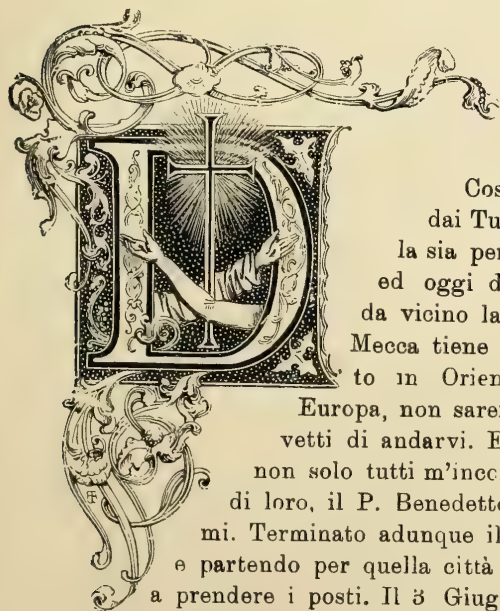 D
Cos
dai Tu
la sia per
ed oggi d
da vicino la
Mecca tiene
to in Orien
Europa, non sare
vetti di andarvi. E
non solo tutti m'inco
di loro, il P. Benedetto
mi. Terminato adunque il
e partendo per quella città
a prendere i posti. Il 3 Giug